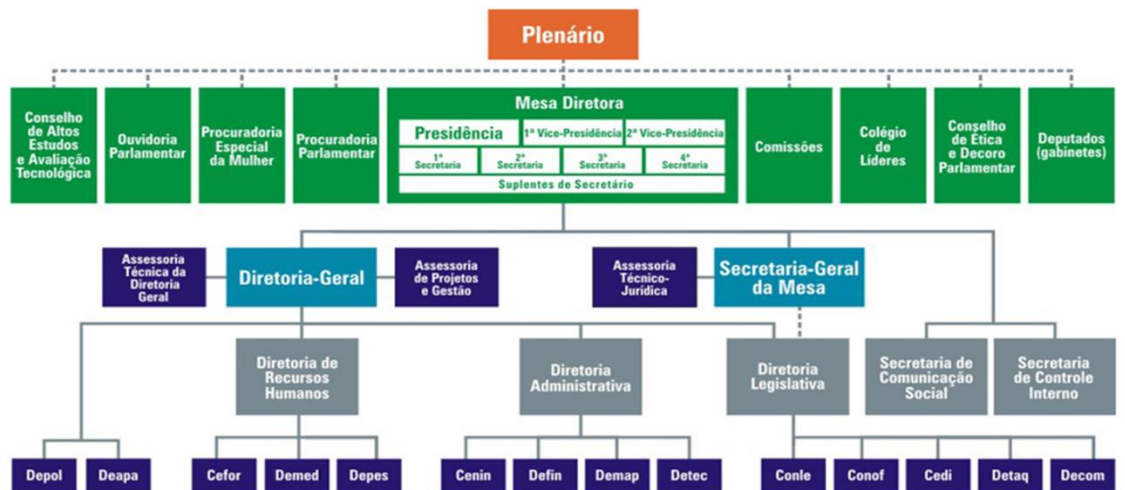 Plenário
Conselho
de Altos
Estudos
e Avaliação
Tecnológica
Ouvidoria
Parlamentar
Procuradoria
Especial
da Mulher
Procuradoria
Parlamentar
Mesa Diretora
Presidência
1ª Vice-Presidência
2ª Vice-Presidência
1ª
Secretaria
2ª
Secretaria
3ª
Secretaria
4ª
Secretaria
Suplentes de Secretário
Comissões
Colégio
de
Líderes
Conselho
de Ética
e Decoro
Parlamentar
Deputados
(gabinetes)
Assessoria
Técnica da
Diretoria
Geral
Diretoria-Geral
Assessoria
de Projetos
e Gestão
Assessoria
Técnico-
Jurídica
Secretaria-Geral
da Mesa
Diretoria de
Recursos
Humanos
Diretoria
Administrativa
Diretoria
Legislativa
Secretaria de
Comunicação
Social
Secretaria
de Controle
Interno
Depol
Deapa
Cefor
Demed
Depes
Cenin
Defin
Demap
Detec
Conle
Conof
Cedi
Detaq
Decom